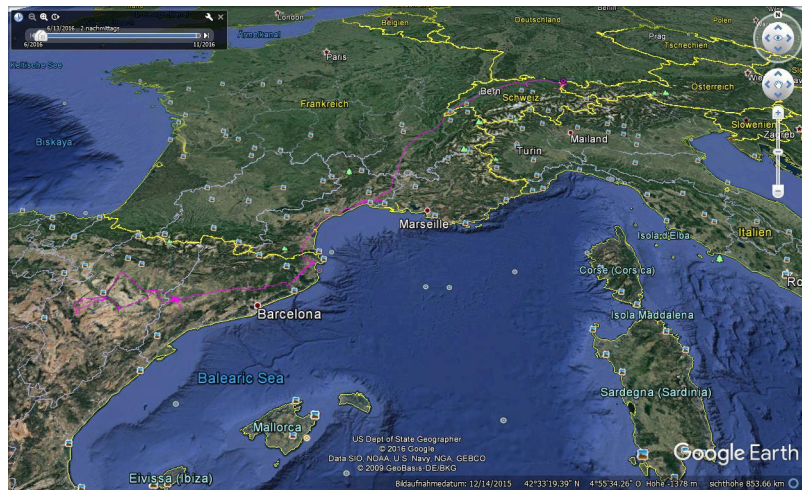 London
Berlin
Belgien
Deutschland
Polen
6/13/2016 - 2 nachmittags
6/2016
11/2016
Ärmelkanal
Keltische See
Paris
Prag
Tschechien
Bern
Schweiz
Österreich
Frankreich
Slowenien
Zagreb
Mailand
Turin
Biskaya
Marseille
Isola d'Elba
Italien
Corse (Corsica)
Barcelona
Isola Maddalena
Balearic Sea
Sardegna (Sardinia)
Mallorca
US Dept of State Geographer
© 2016 Google
Data SIO, NOAA, U.S. Navy, NGA, GEBCO
© 2009 GeoBasis-DE/BKG
Google Earth
Eivissa (Ibiza)
Bildaufnahmedatum: 12/14/2015 42°33'19.39" N 4°55'34.26" O Höhe -1378 m sichthöhe 853.66 km